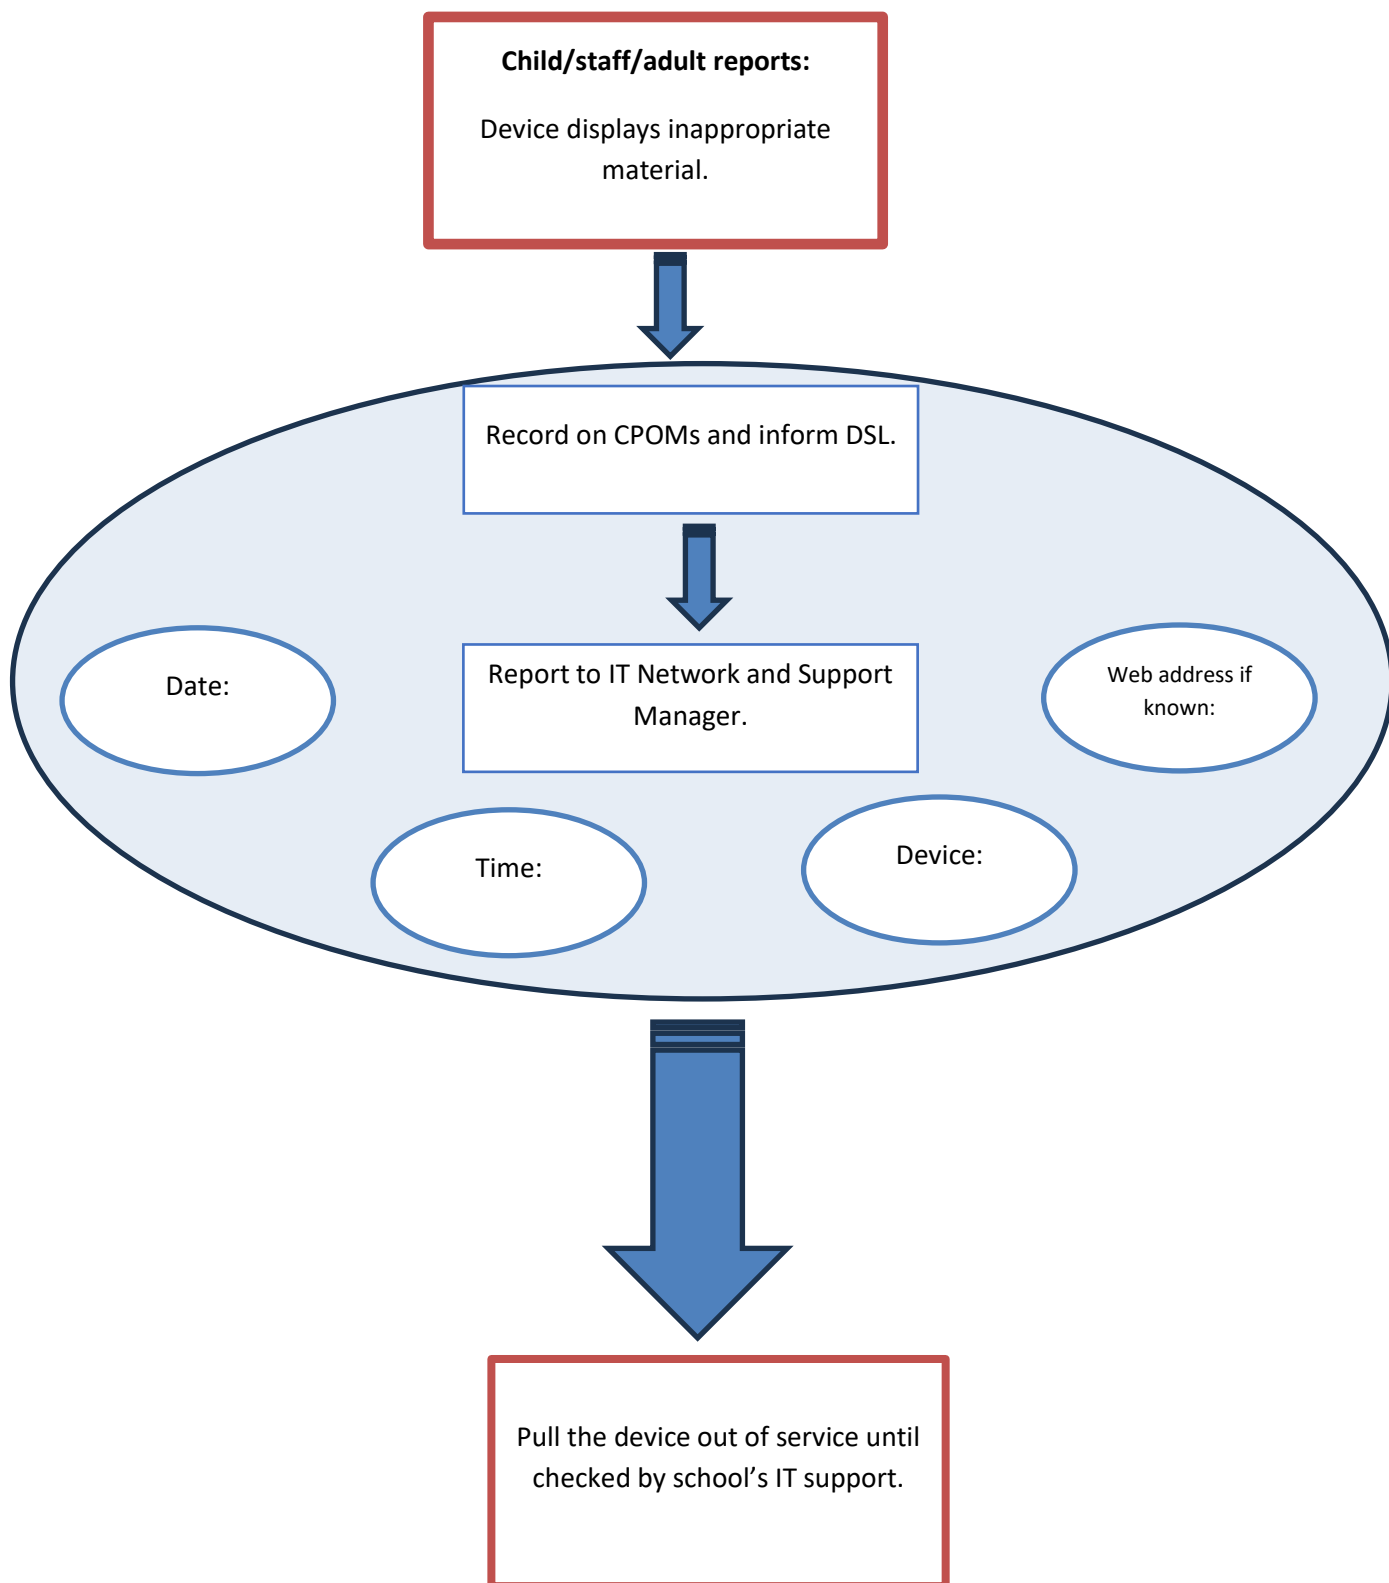 Child/staff/adult reports:
Device displays inappropriate
material.
Record on CPOMs and inform DSL.
Report to IT Network and Support
Manager.
Date:
Web address if
known:
Time:
Device:
Pull the device out of service until
checked by school’s IT support.